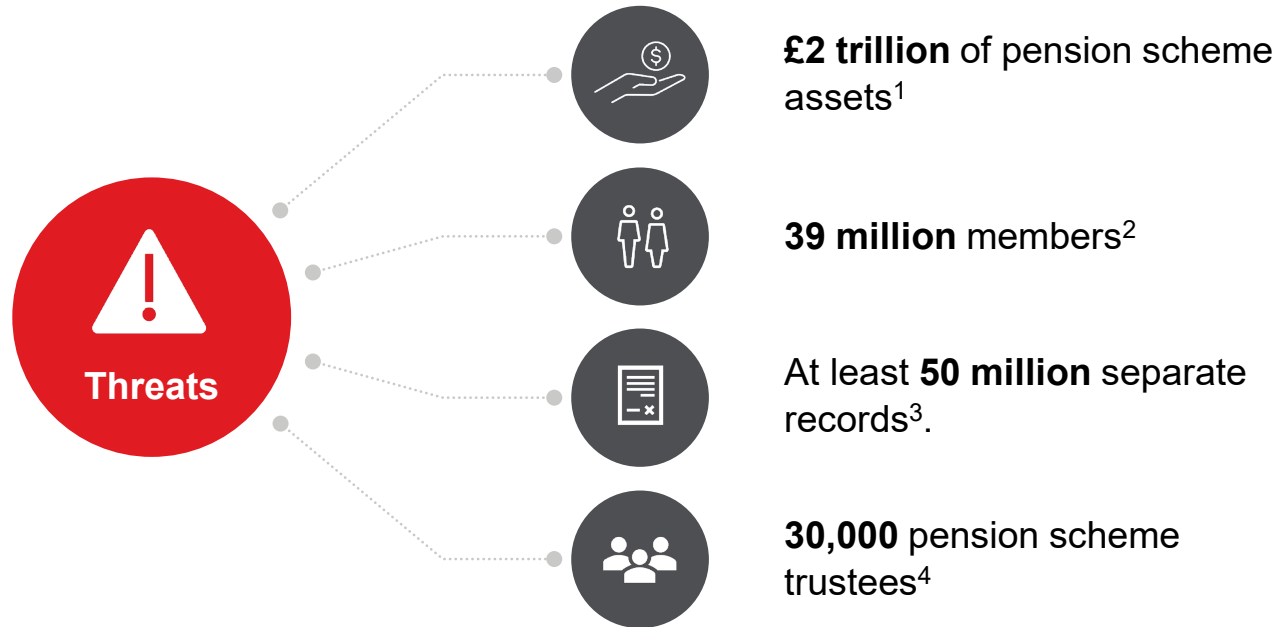 £2 trillion of pension scheme
assets¹
39 million members²
Threats
At least 50 million separate
records³.
30,000 pension scheme
trustees⁴